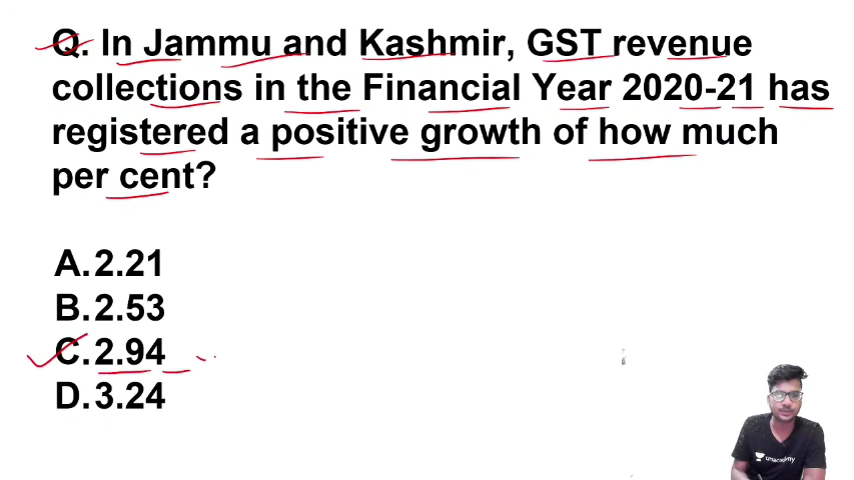 Q. In Jammu and Kashmir, GST revenue
collections in the Financial Year 2020-21 has
registered a positive growth of how much
per cent?
A. 2.21
B. 2.53
C. 2.94
D. 3.24
unacademy